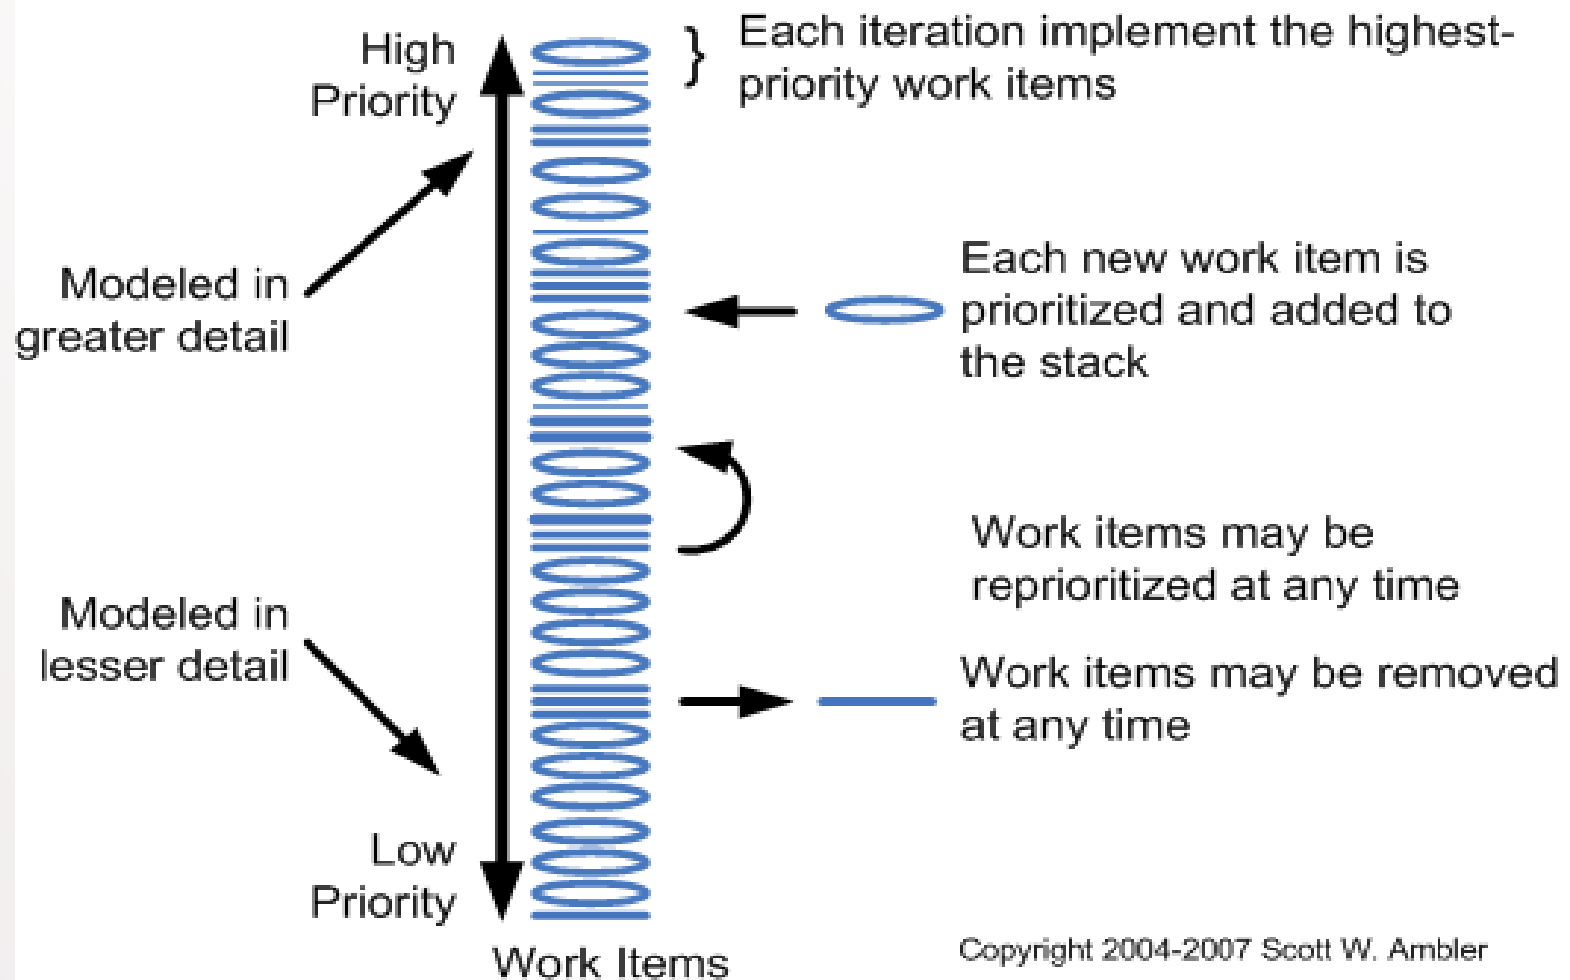 High
Priority
}
Each iteration implement the highest-
priority work items
Modeled in
greater detail
Each new work item is
prioritized and added to
the stack
Work items may be
reprioritized at any time
Modeled in
lesser detail
Work items may be removed
at any time
Low
Priority
Work Items
Copyright 2004-2007 Scott W. Ambler